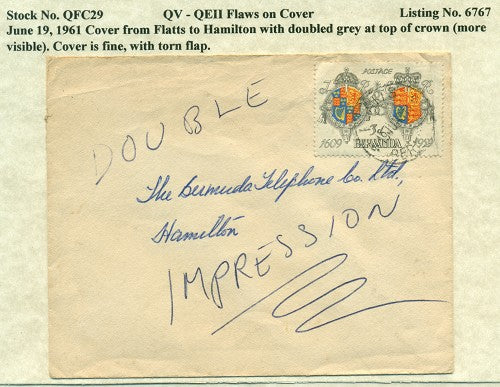 Stock No. QFC29 QV - QEII Flaws on Cover Listing No. 6767
June 19, 1961 Cover from Flatts to Hamilton with doubled grey at top of crown (more
visible). Cover is fine, with torn flap.
POSTAGE
3d
1609 BERMUDA 1959
DOUBLE
The Bermuda Telephone Co. Ltd.,
Hamilton
IMPRESSION